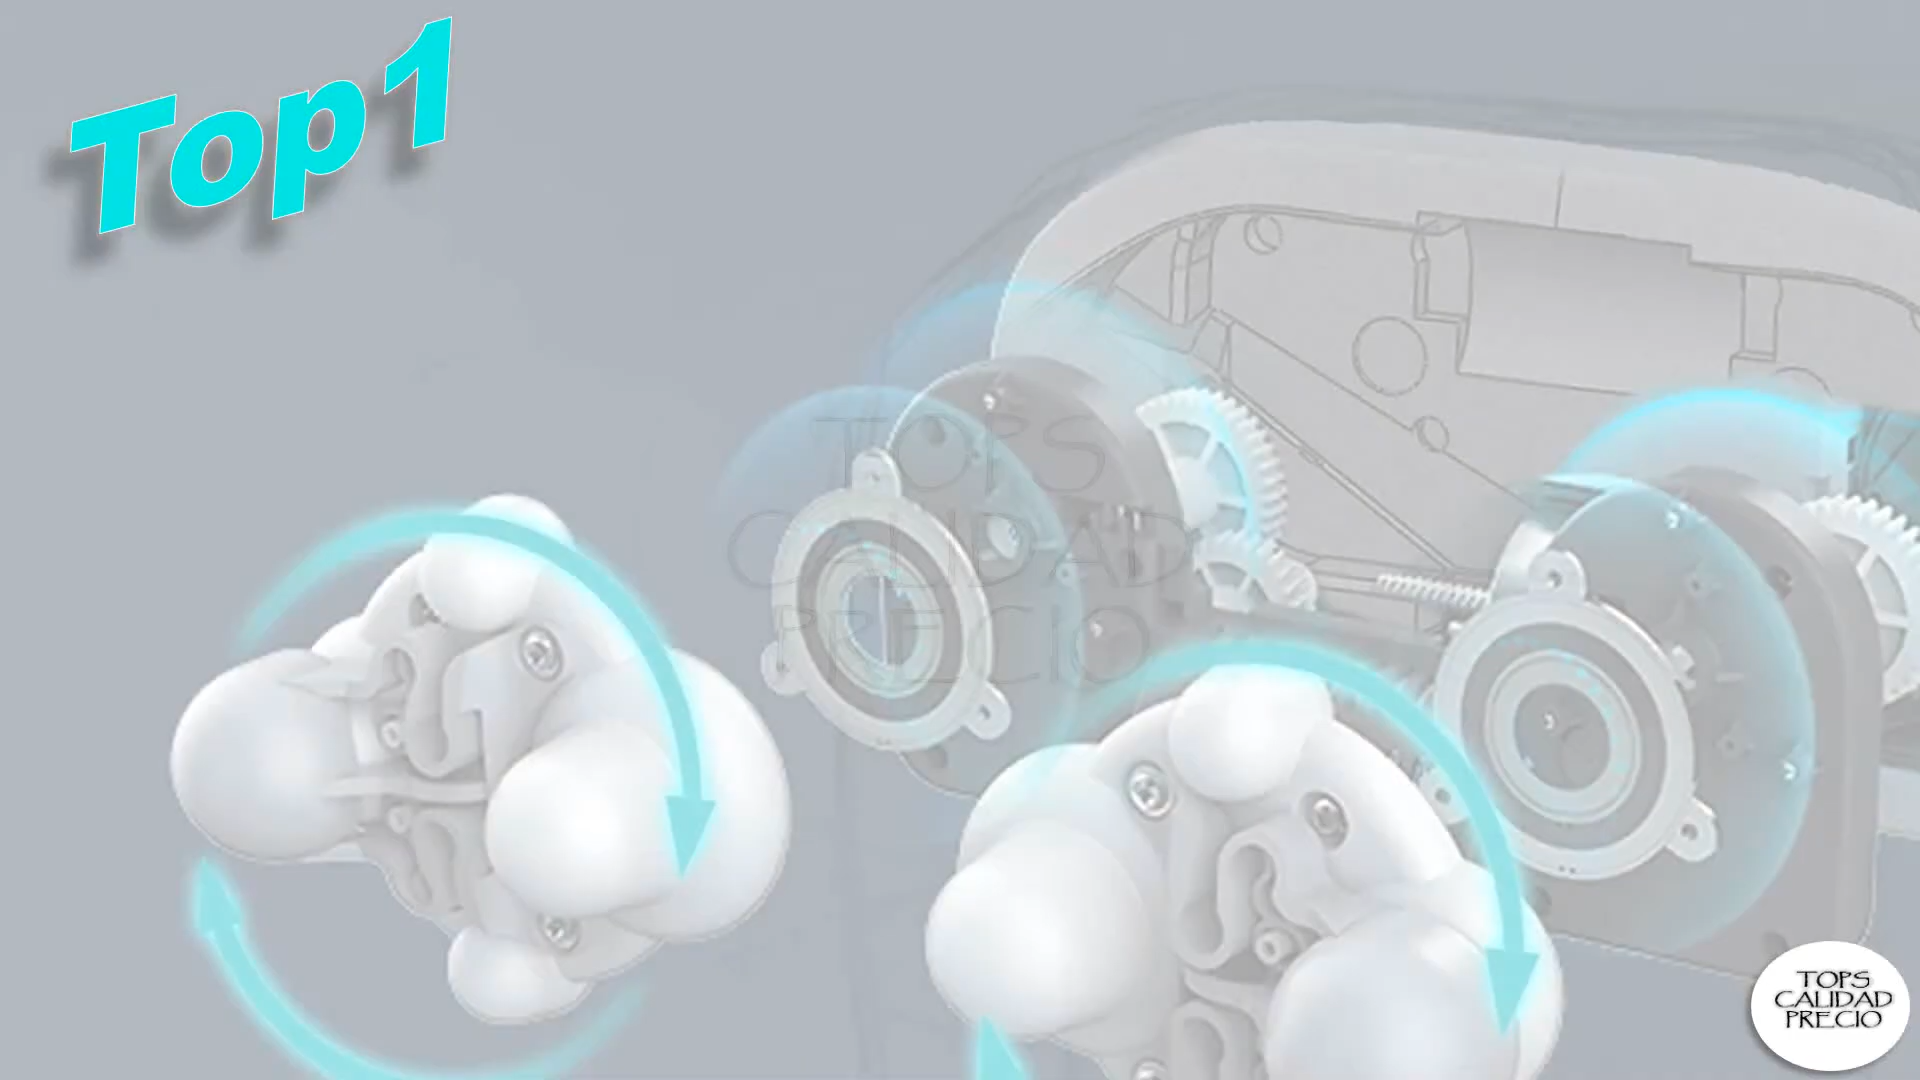 Top1
TOPS
CALIDAD
PRECIO
TOPS
CALIDAD
PRECIO